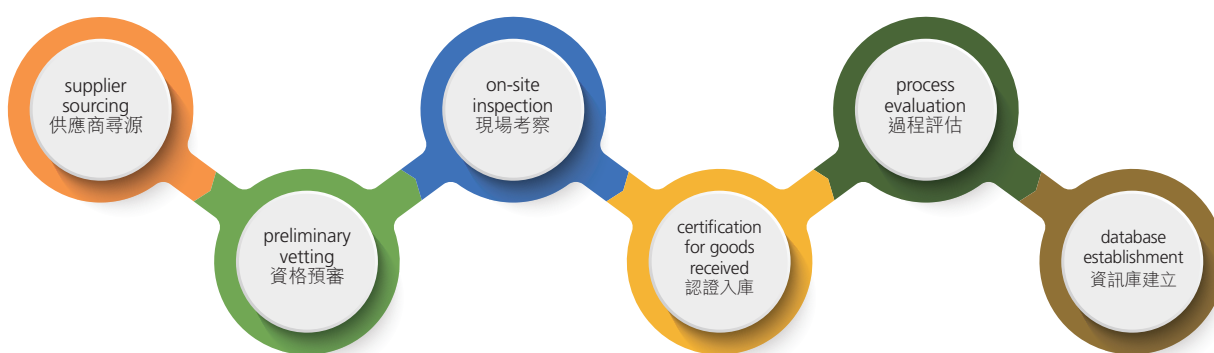 supplier
sourcing
供應商尋源
preliminary
vetting
資格預審
on-site
inspection
現場考察
certification
for goods
received
認證入庫
process
evaluation
過程評估
database
establishment
資訊庫建立